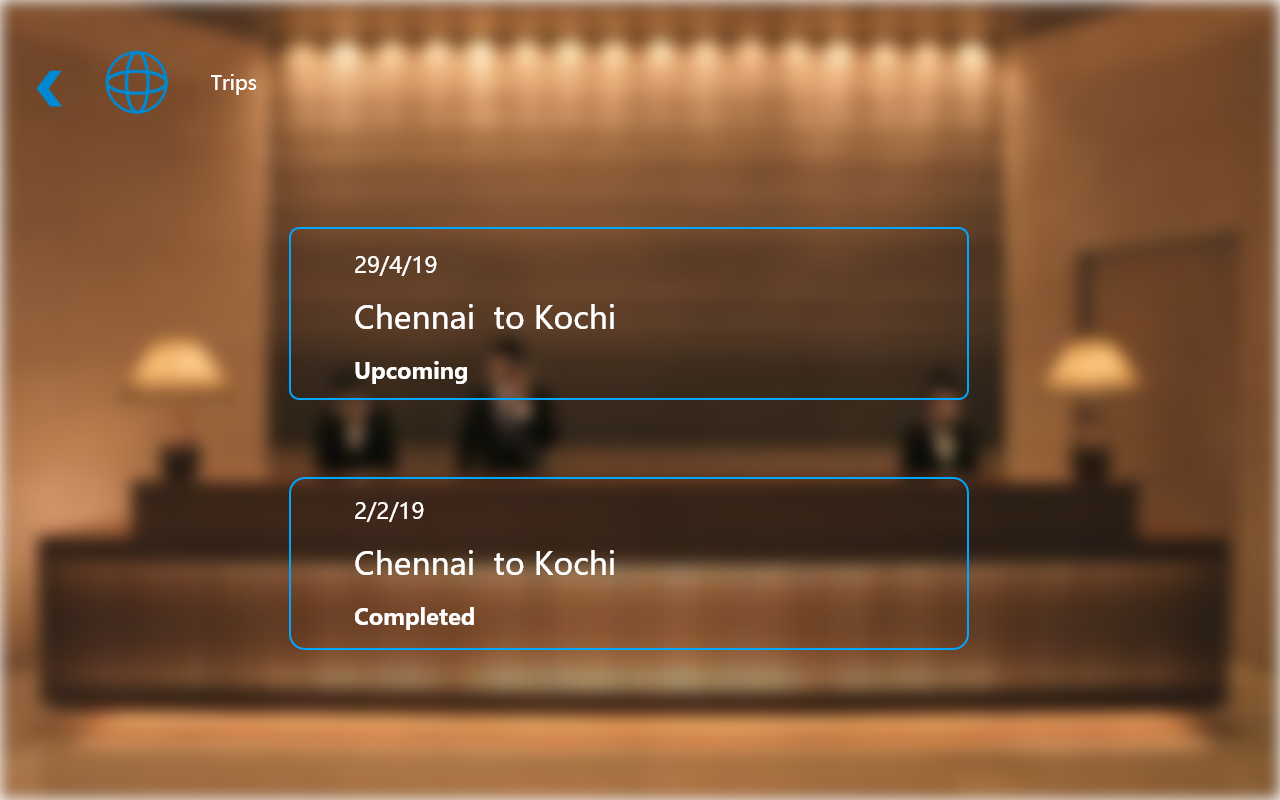 Trips
29/4/19
Chennai to Kochi
Upcoming
2/2/19
Chennai to Kochi
Completed